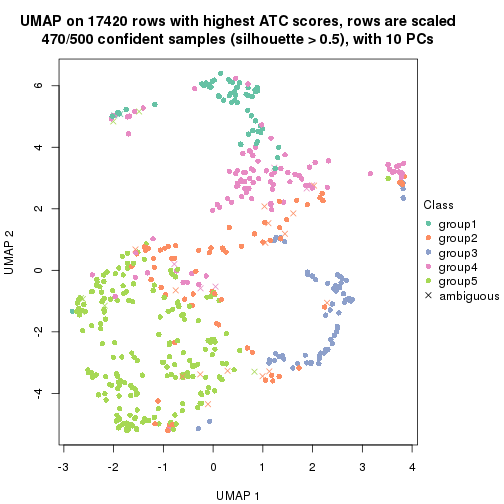 UMAP on 17420 rows with highest ATC scores, rows are scaled
470/500 confident samples (silhouette > 0.5), with 10 PCs
6
4
2
0
-2
-4
UMAP 2
-3
-2
-1
0
1
2
3
4
UMAP 1
Class
group1
group2
group3
group4
group5
ambiguous